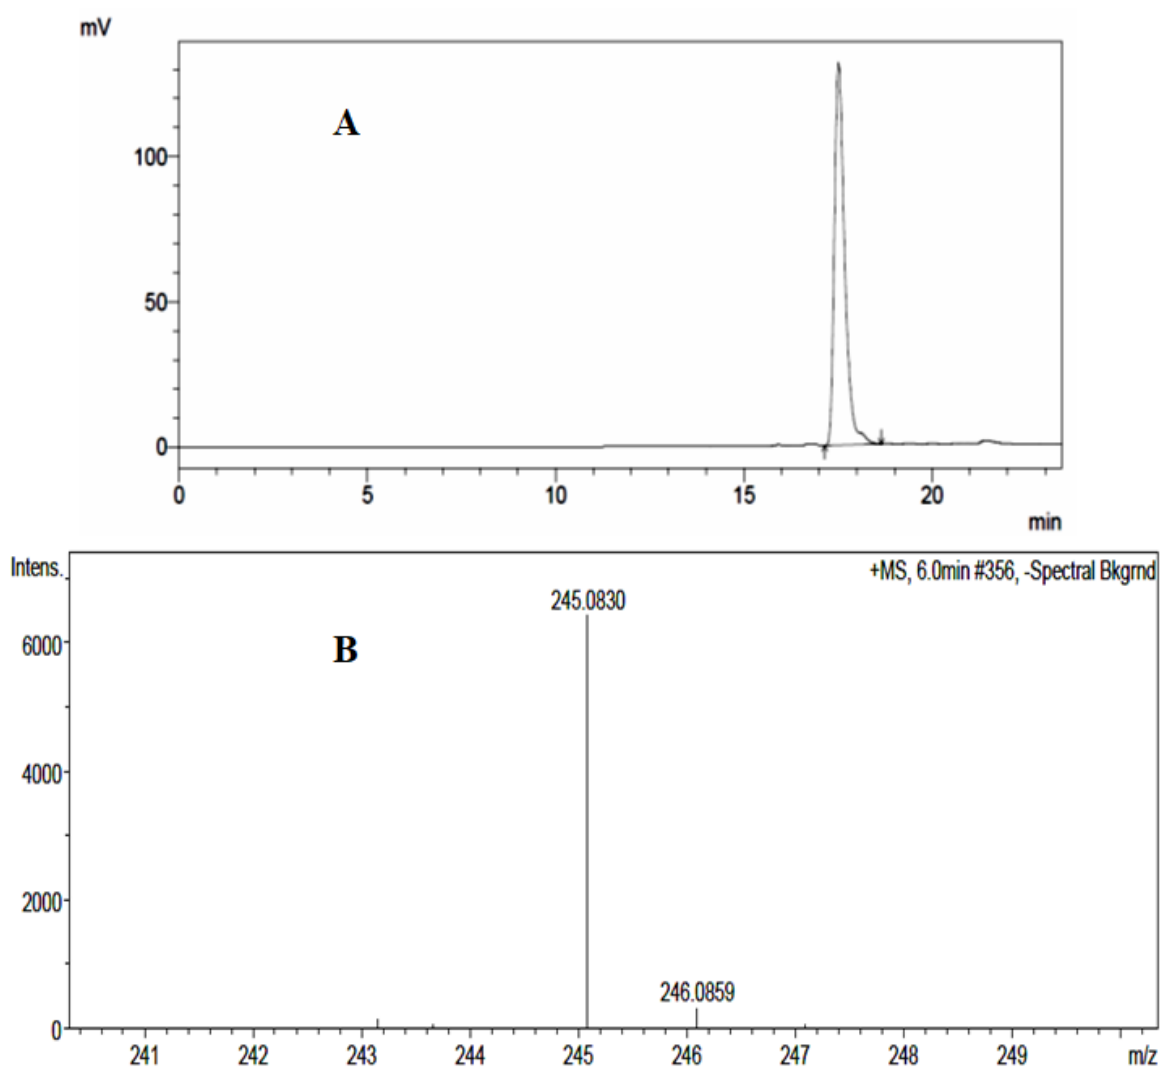 mV
A
100
50
0
0 5 10 15 20
min
Intens.
+MS, 6.0min #356, -Spectral Bkgrnd
245.0830
6000
B
4000
2000
246.0859
0
241 242 243 244 245 246 247 248 249 m/z